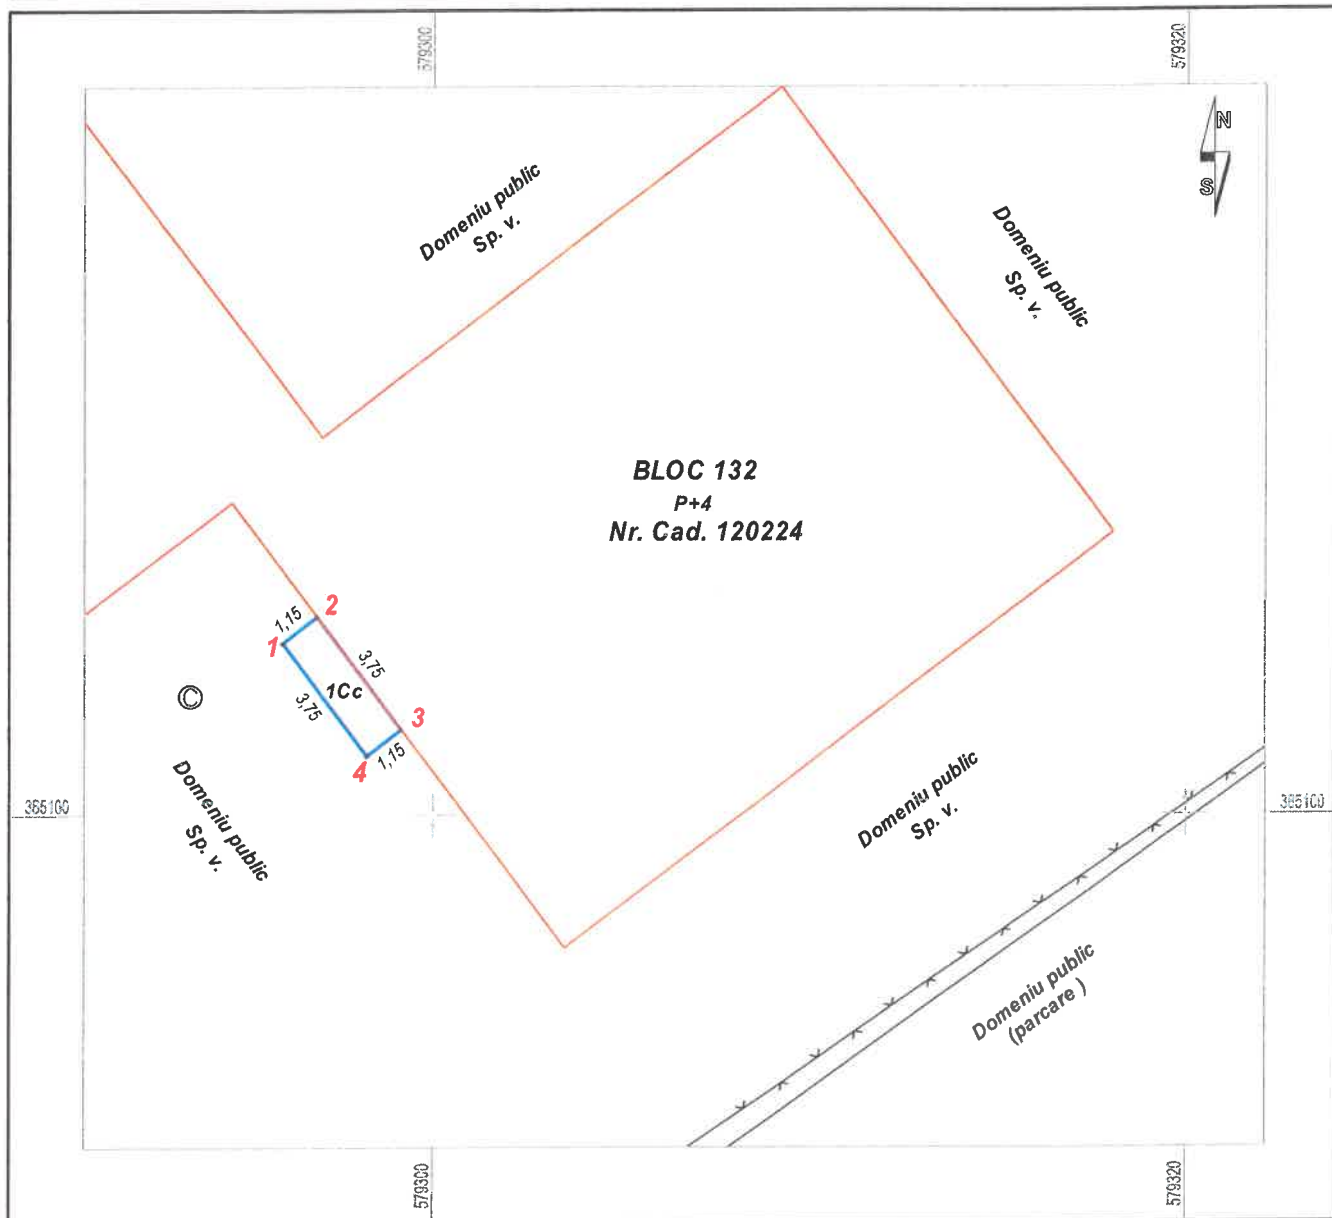 579300
579320
N
S
Domeniu public
Sp. v.
Domeniu public
Sp. v.
BLOC 132
P+4
Nr. Cad. 120224
1,15
2
1
3,75
1Cc
3,75
3
4
1,15
©
Domeniu public
Sp. v.
Domeniu public
Sp. v.
365100
365100
Domeniu public
(parcare )
579300
579320